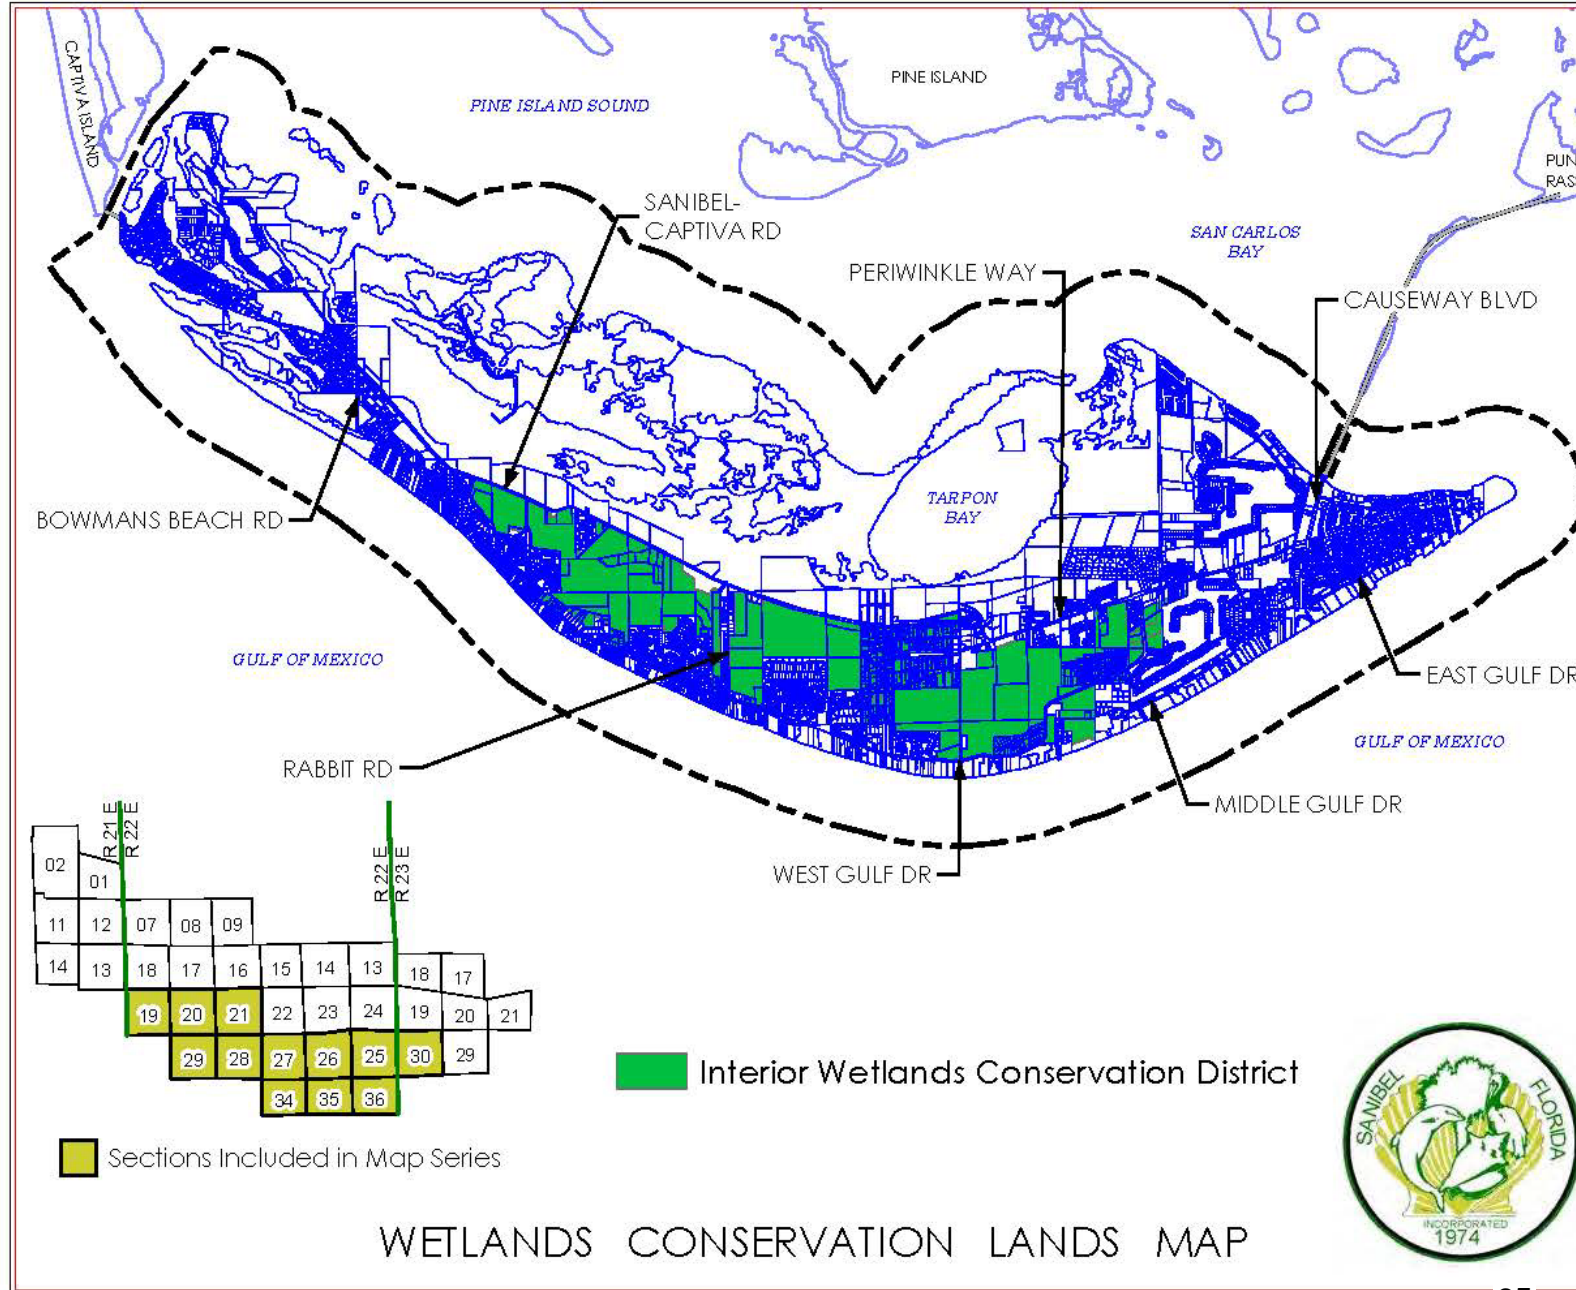 CAPTIVA ISLAND
PINE ISLAND SOUND
PINE ISLAND
PUN
RAS
SANIBEL-
CAPTIVA RD
SAN CARLOS
BAY
PERIWINKLE WAY
CAUSEWAY BLVD
TARPON
BAY
BOWMANS BEACH RD
GULF OF MEXICO
EAST GULF DR
GULF OF MEXICO
RABBIT RD
MIDDLE GULF DR
WEST GULF DR
R 21 E
R 22 E
R 22 E
R 23 E
02
01
11 12 07 08 09
14 13 18 17 16 15 14 13 18 17
19 20 21 22 23 24 19 20 21
29 28 27 26 25 30 29
34 35 36
Interior Wetlands Conservation District
Sections Included in Map Series
SANIBEL FLORIDA
INCORPORATED
1974
WETLANDS CONSERVATION LANDS MAP